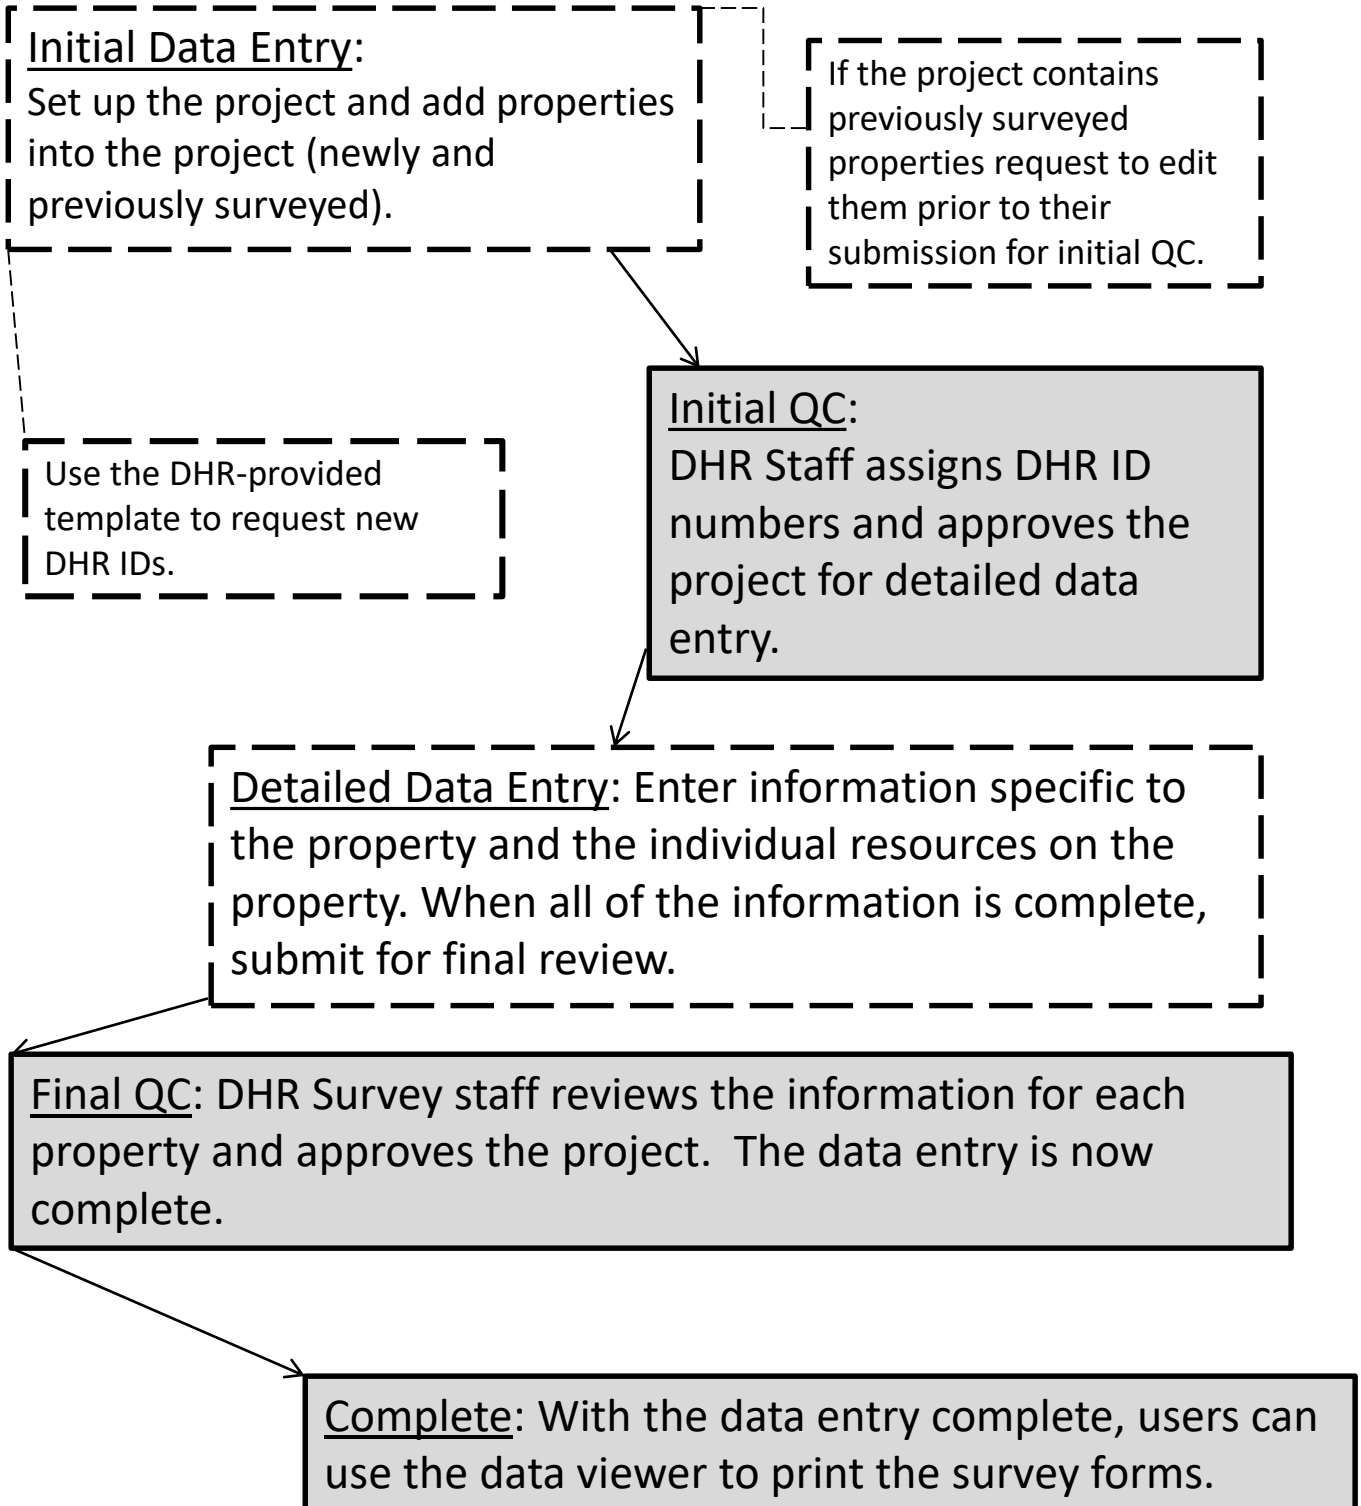 Initial Data Entry:
Set up the project and add properties
into the project (newly and
previously surveyed).
If the project contains
previously surveyed
properties request to edit
them prior to their
submission for initial QC.
Initial QC:
DHR Staff assigns DHR ID
numbers and approves the
project for detailed data
entry.
Use the DHR-provided
template to request new
DHR IDs.
Detailed Data Entry: Enter information specific to
the property and the individual resources on the
property. When all of the information is complete,
submit for final review.
Final QC: DHR Survey staff reviews the information for each
property and approves the project.  The data entry is now
complete.
Complete: With the data entry complete, users can
use the data viewer to print the survey forms.